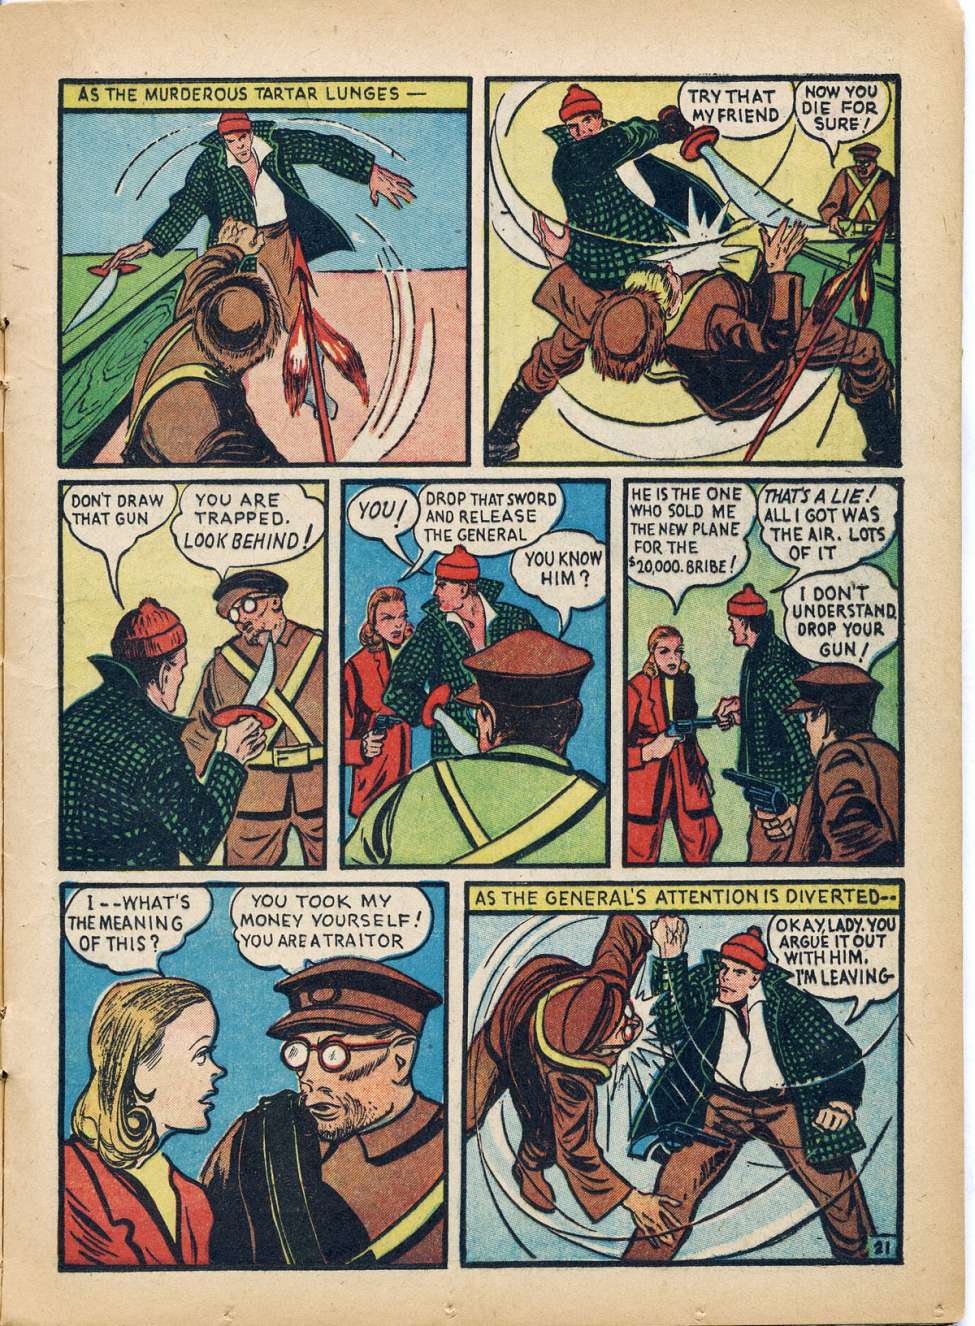 AS THE MURDEROUS TARTAR LUNGES —
TRY THAT
MY FRIEND
NOW YOU
DIE FOR
SURE!
DON'T DRAW
THAT GUN
YOU ARE
TRAPPED.
LOOK BEHIND!
YOU!
DROP THAT SWORD
AND RELEASE
THE GENERAL
YOU KNOW
HIM?
HE IS THE ONE
WHO SOLD ME
THE NEW PLANE
FOR THE
$20,000. BRIBE!
THAT'S A LIE!
ALL I GOT WAS
THE AIR. LOTS
OF IT
I DON'T
UNDERSTAND.
DROP YOUR
GUN!
I--WHAT'S
THE MEANING
OF THIS?
YOU TOOK MY
MONEY YOURSELF!
YOU ARE A TRAITOR
AS THE GENERAL'S ATTENTION IS DIVERTED--
OKAY, LADY. YOU
ARGUE IT OUT
WITH HIM.
I'M LEAVING-
21